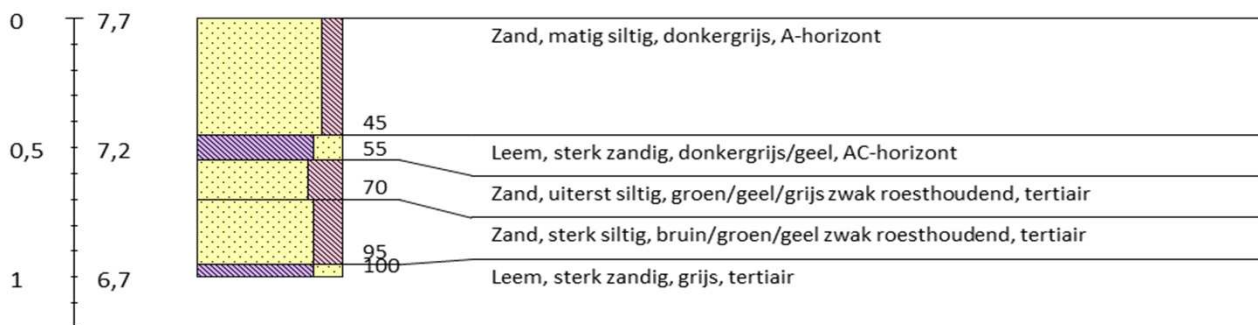 0 7,7
Zand, matig siltig, donkergrijs, A-horizont
45
0,5 7,2
55
Leem, sterk zandig, donkergrijs/geel, AC-horizont
70
Zand, uiterst siltig, groen/geel/grijs zwak roesthoudend, tertiair
Zand, sterk siltig, bruin/groen/geel zwak roesthoudend, tertiair
95
100
1 6,7
Leem, sterk zandig, grijs, tertiair